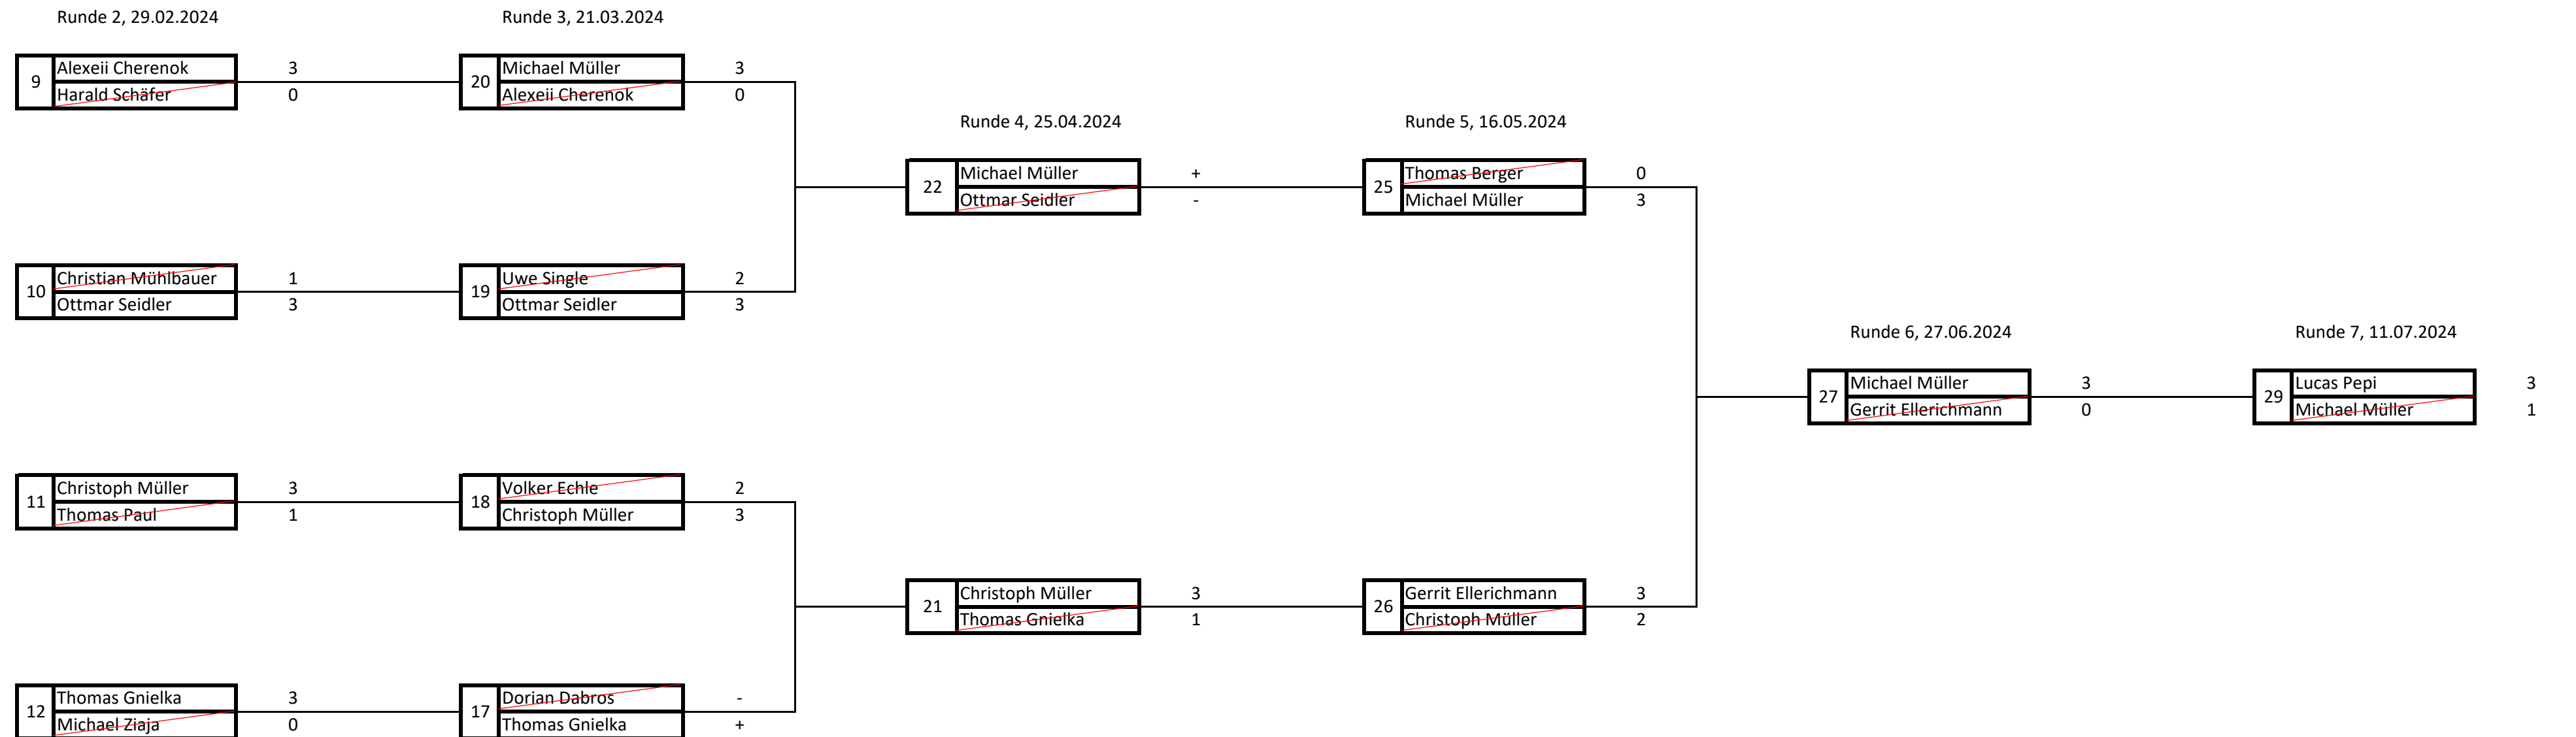 Runde 2, 29.02.2024 Runde 3, 21.03.2024
Alexeii Cherenok 3 Michael Müller 3
9 20
Harald Schäfer 0 Alexeii Cherenok 0
Runde 4, 25.04.2024 Runde 5, 16.05.2024
Michael Müller + Thomas Berger 0
22 25
Ottmar Seidler - Michael Müller 3
Christian Mühlbauer 1 Uwe Single 2
10 19
Ottmar Seidler 3 Ottmar Seidler 3
Runde 6, 27.06.2024 Runde 7, 11.07.2024
Michael Müller 3 Lucas Pepi 3
27 29
Gerrit Ellerichmann 0 Michael Müller 1
Christoph Müller 3 Volker Echle 2
11 18
Thomas Paul 1 Christoph Müller 3
Christoph Müller 3 Gerrit Ellerichmann 3
21 26
Thomas Gnielka 1 Christoph Müller 2
Thomas Gnielka 3 Dorian Dabros -
12 17
Michael Ziaja 0 Thomas Gnielka +